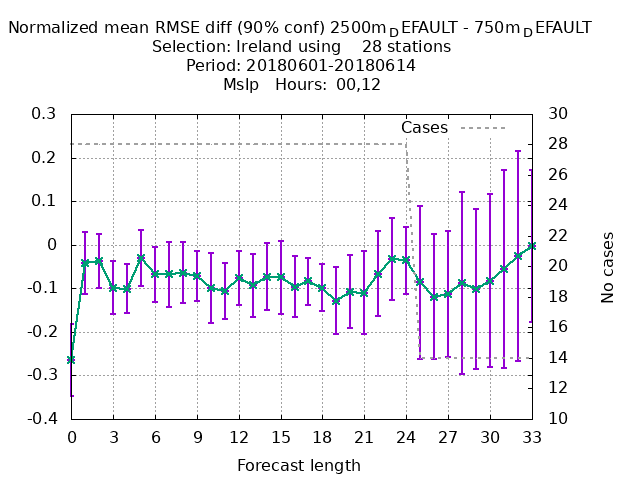 Normalized mean RMSE diff (90% conf) 2500m_DEFAULT - 750m_DEFAULT
Selection: Ireland using 28 stations
Period: 20180601-20180614
Mslp Hours: 00,12
Cases
0.3
0.2
0.1
0
-0.1
-0.2
-0.3
-0.4
30
28
26
24
22
20
18
16
14
12
10
No cases
0 3 6 9 12 15 18 21 24 27 30 33
Forecast length